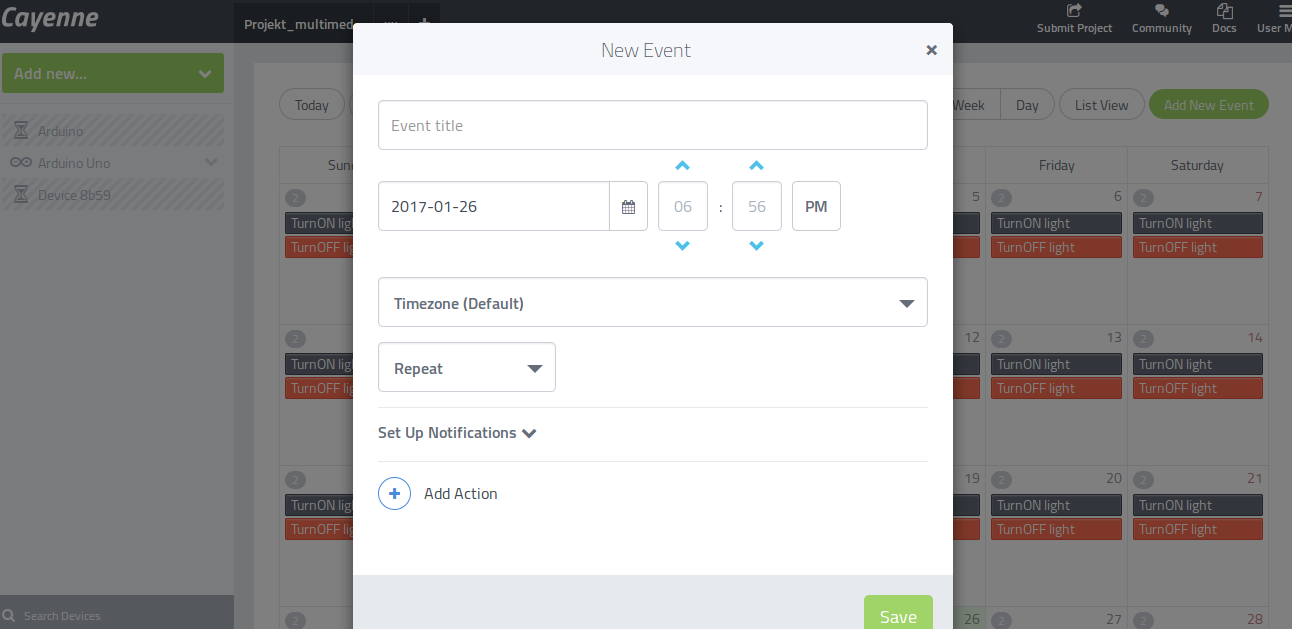 Cayenne
Projekt_multimed
Submit Project
Community
Docs
User M
New Event
×
Add new...
Arduino
Arduino Uno
Device 8b59
Today
Week
Day
List View
Add New Event
Event title
Sun
Friday
Saturday
2017-01-26
06 : 56 PM
2
5
2 6
2 7
TurnON lig
TurnON light
TurnON light
TurnOFF lig
TurnOFF light
TurnOFF light
Timezone (Default)
Repeat
2
12
2 13
2 14
TurnON lig
TurnON light
TurnON light
TurnOFF lig
TurnOFF light
TurnOFF light
Set Up Notifications
Add Action
2
19
2 20
2 21
TurnON lig
TurnON light
TurnON light
TurnOFF lig
TurnOFF light
TurnOFF light
Search Devices
Save
2
26
2 27
2 28